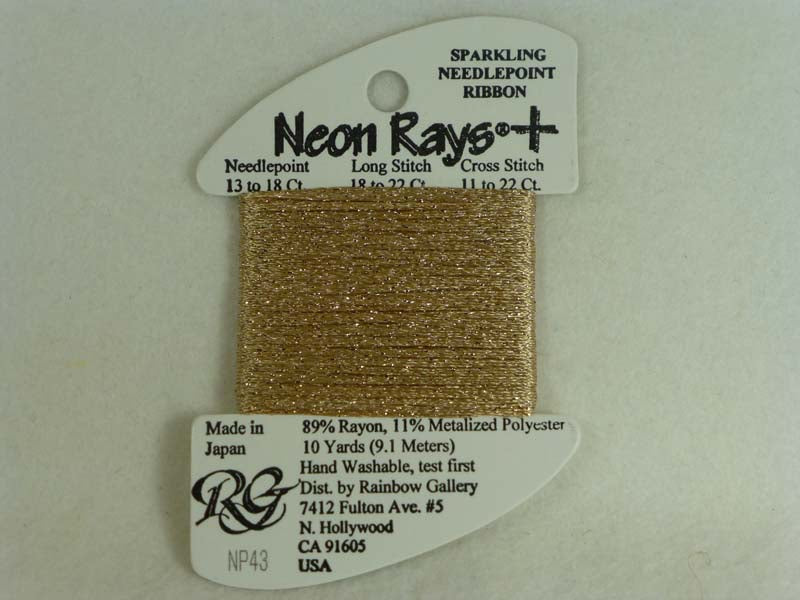 SPARKLING
NEEDLEPOINT
RIBBON
Neon Rays®+
Needlepoint Long Stitch Cross Stitch
13 to 18 Ct. 18 to 22 Ct. 11 to 22 Ct.
Made in
Japan
89% Rayon, 11% Metalized Polyester
10 Yards (9.1 Meters)
Hand Washable, test first
Dist. by Rainbow Gallery
7412 Fulton Ave. #5
N. Hollywood
CA 91605
USA
RG
NP43